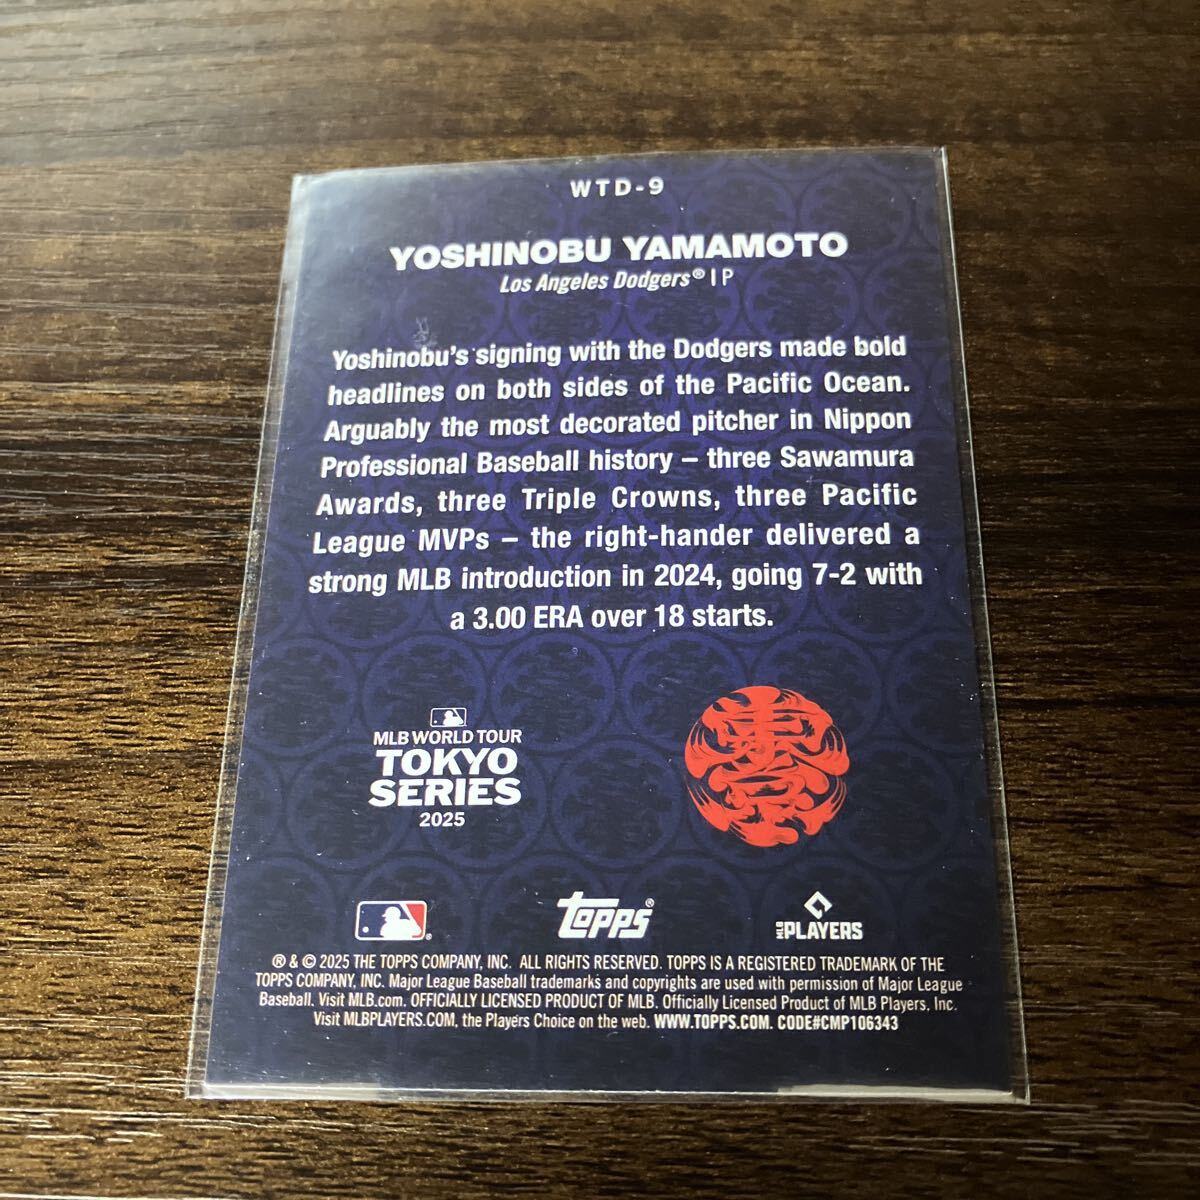 WTD-9
YOSHINOBU YAMAMOTO
Los Angeles Dodgers® | P
Yoshinobu's signing with the Dodgers made bold
headlines on both sides of the Pacific Ocean.
Arguably the most decorated pitcher in Nippon
Professional Baseball history – three Sawamura
Awards, three Triple Crowns, three Pacific
League MVPs – the right-hander delivered a
strong MLB introduction in 2024, going 7-2 with
a 3.00 ERA over 18 starts.
MLB WORLD TOUR
TOKYO
SERIES
2025
東京
topps®
MLB PLAYERS
® & © 2025 THE TOPPS COMPANY, INC. ALL RIGHTS RESERVED. TOPPS IS A REGISTERED TRADEMARK OF THE
TOPPS COMPANY, INC. Major League Baseball trademarks and copyrights are used with permission of Major League
Baseball. Visit MLB.com. OFFICIALLY LICENSED PRODUCT OF MLB. Officially Licensed Product of MLB Players, Inc.
Visit MLBPLAYERS.COM, the Players Choice on the web. WWW.TOPPS.COM. CODE#CMP106343